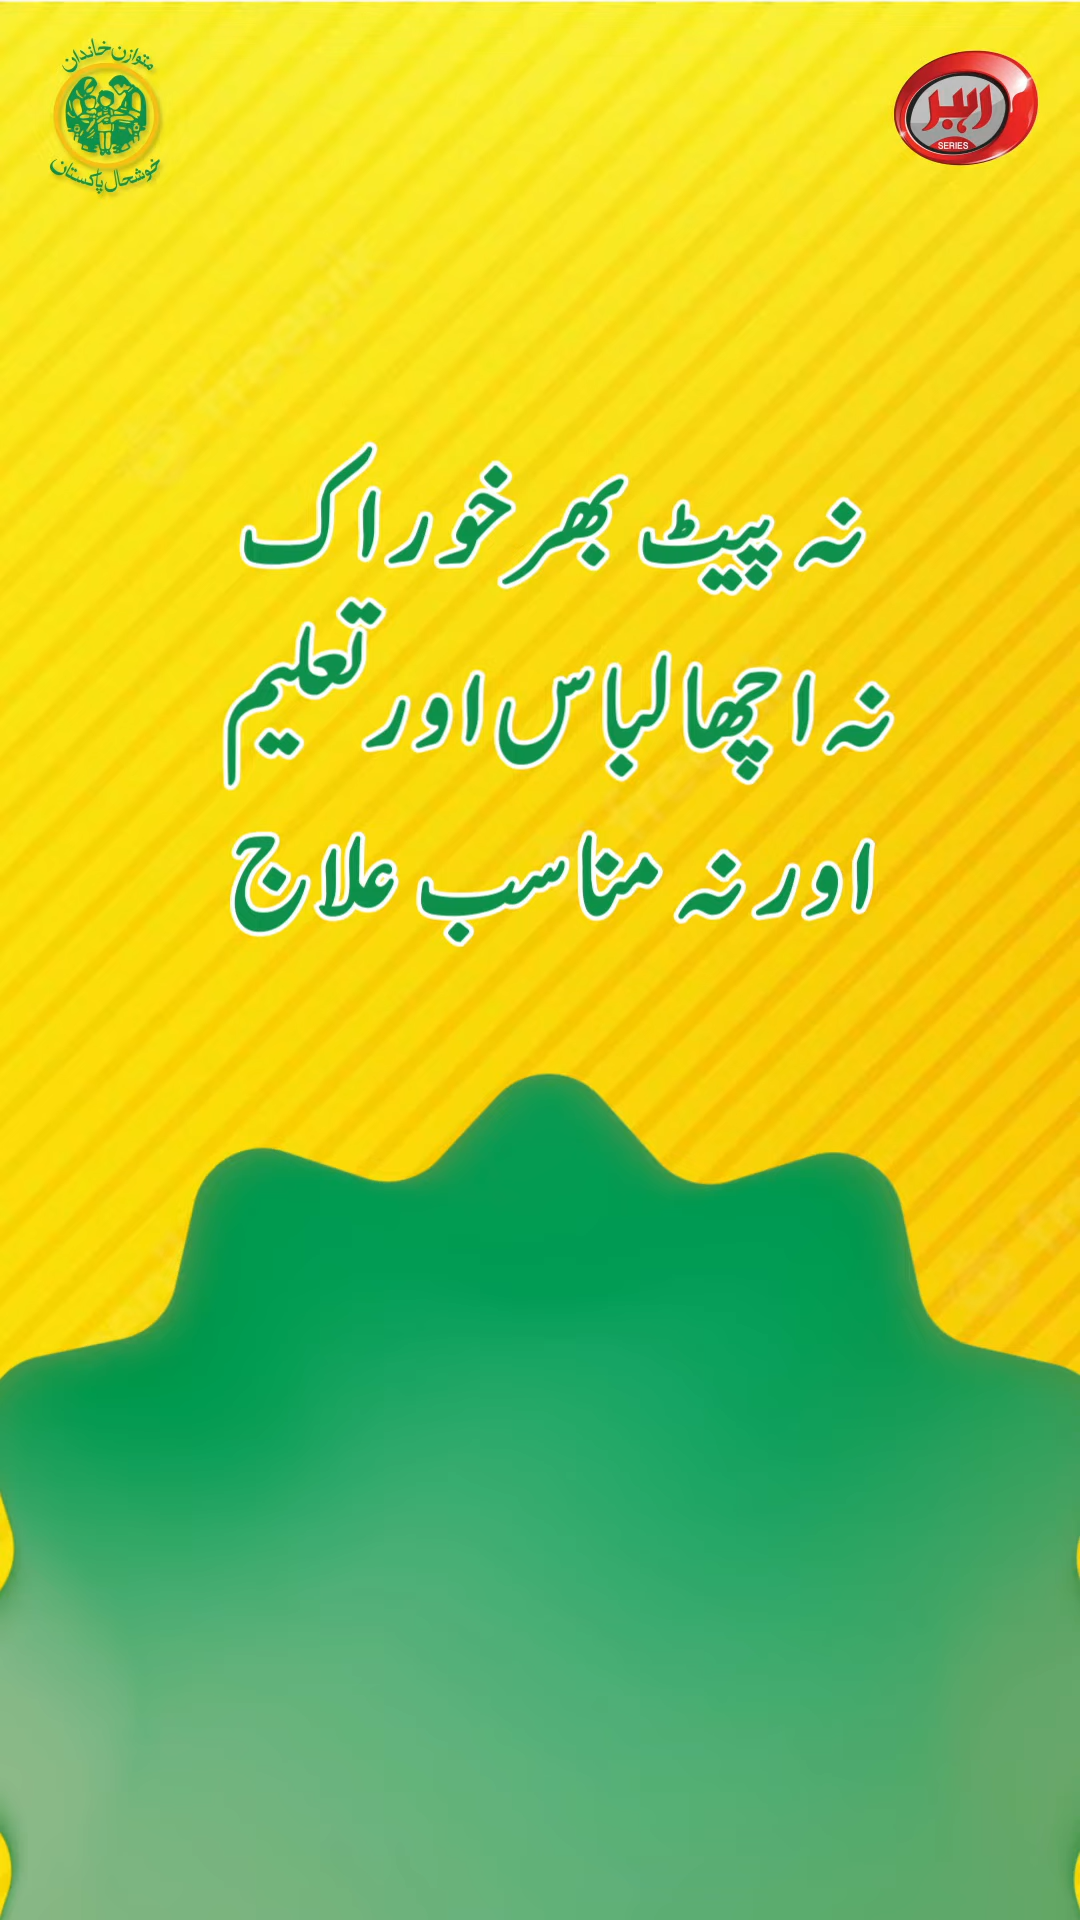 متوازن خاندان
خوشحال پاکستان
رہبر
SERIES
نہ پیٹ بھر خوراک
نہ اچھا لباس اور تعلیم
اور نہ مناسب علاج